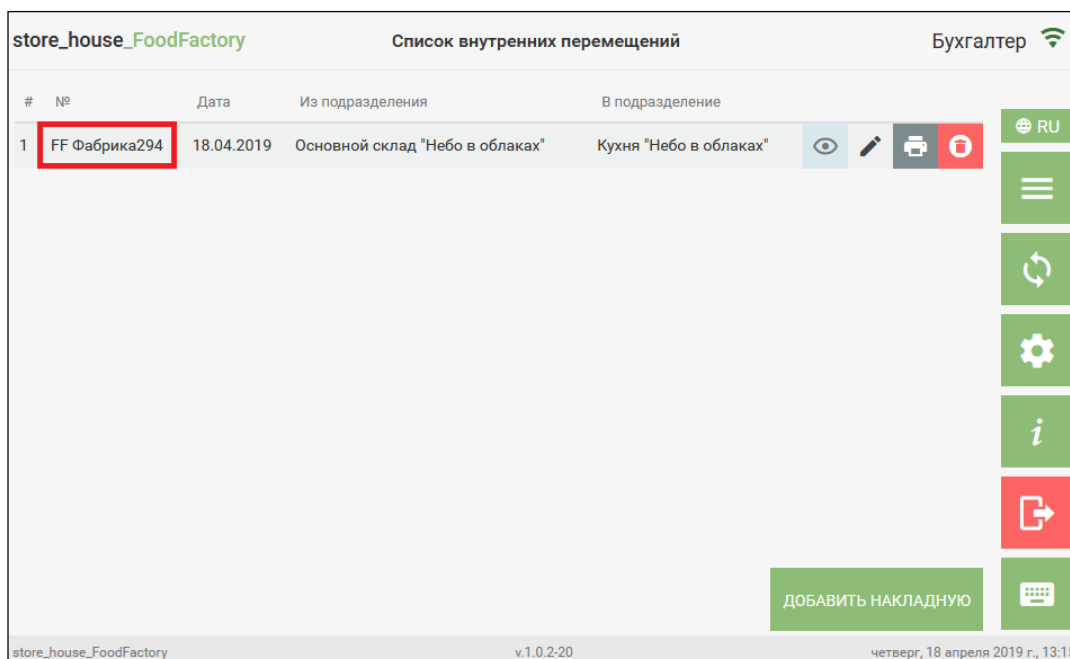 store_house_FoodFactory Список внутренних перемещений Бухгалтер
# № Дата Из подразделения В подразделение
RU
1 FF Фабрика294 18.04.2019 Основной склад "Небо в облаках" Кухня "Небо в облаках"
i
ДОБАВИТЬ НАКЛАДНУЮ
store_house_FoodFactory v.1.0.2-20 четверг, 18 апреля 2019 г., 13:15